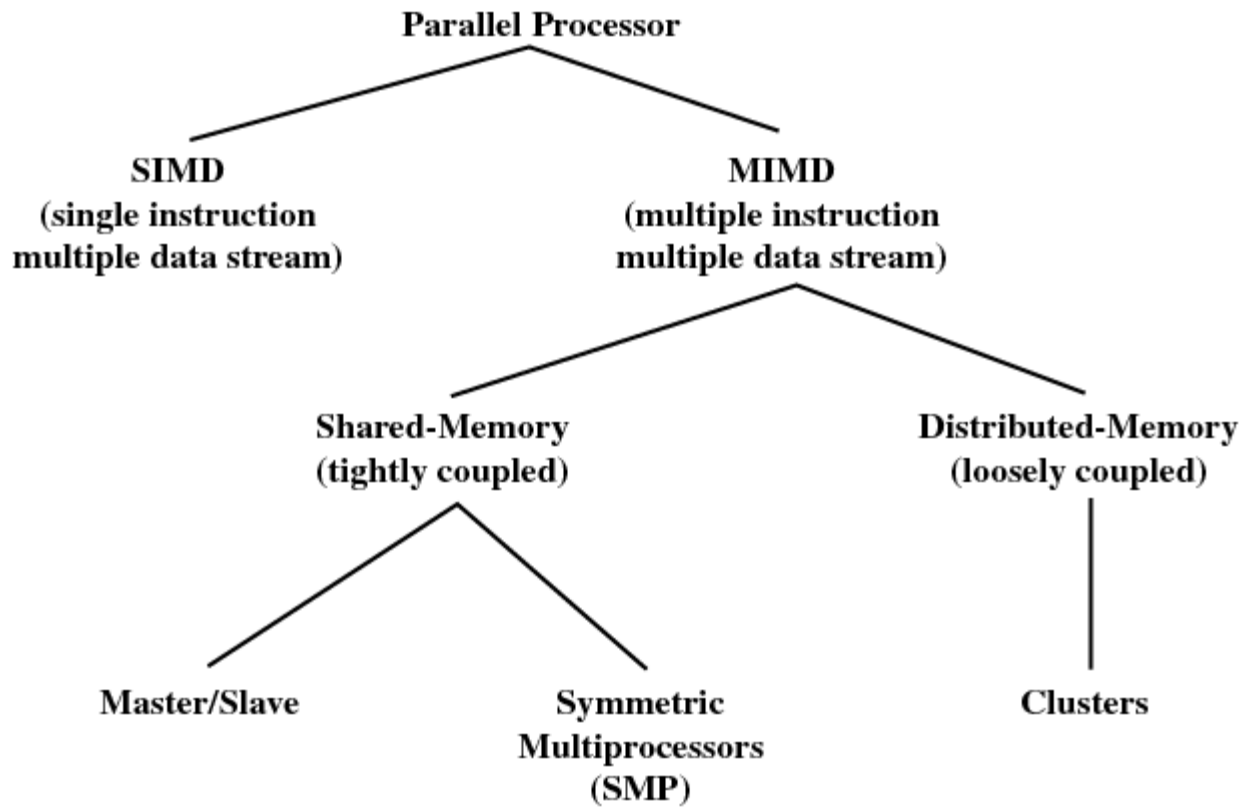 Parallel Processor
SIMD
(single instruction
multiple data stream)
MIMD
(multiple instruction
multiple data stream)
Shared-Memory
(tightly coupled)
Distributed-Memory
(loosely coupled)
Master/Slave
Symmetric
Multiprocessors
(SMP)
Clusters